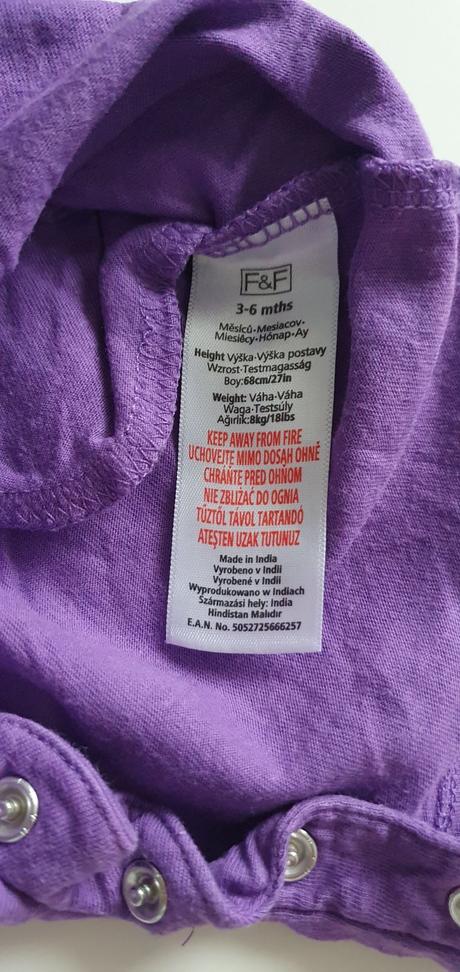 F&F
3-6 mths
Měsíců•Mesiacov•
Miesięcy•Hónap•Ay
Height Výška•Výška postavy
Wzrost•Testmagasság
Boy:68cm/27in
Weight: Váha•Váha
Waga•Testsúly
Ağirlik:8kg/18lbs
KEEP AWAY FROM FIRE
UCHOVEJTE MIMO DOSAH OHNĚ
CHRÁŇTE PRED OHŇOM
NIE ZBLIŻAĆ DO OGNIA
TŰZTŐL TÁVOL TARTANDÓ
ATEŞTEN UZAK TUTUNUZ
Made in India
Vyrobeno v Indii
Vyrobené v Indii
Wyprodukowano w Indiach
Származási hely: India
Hindistan Malıdır
E.A.N. No. 5052725666257